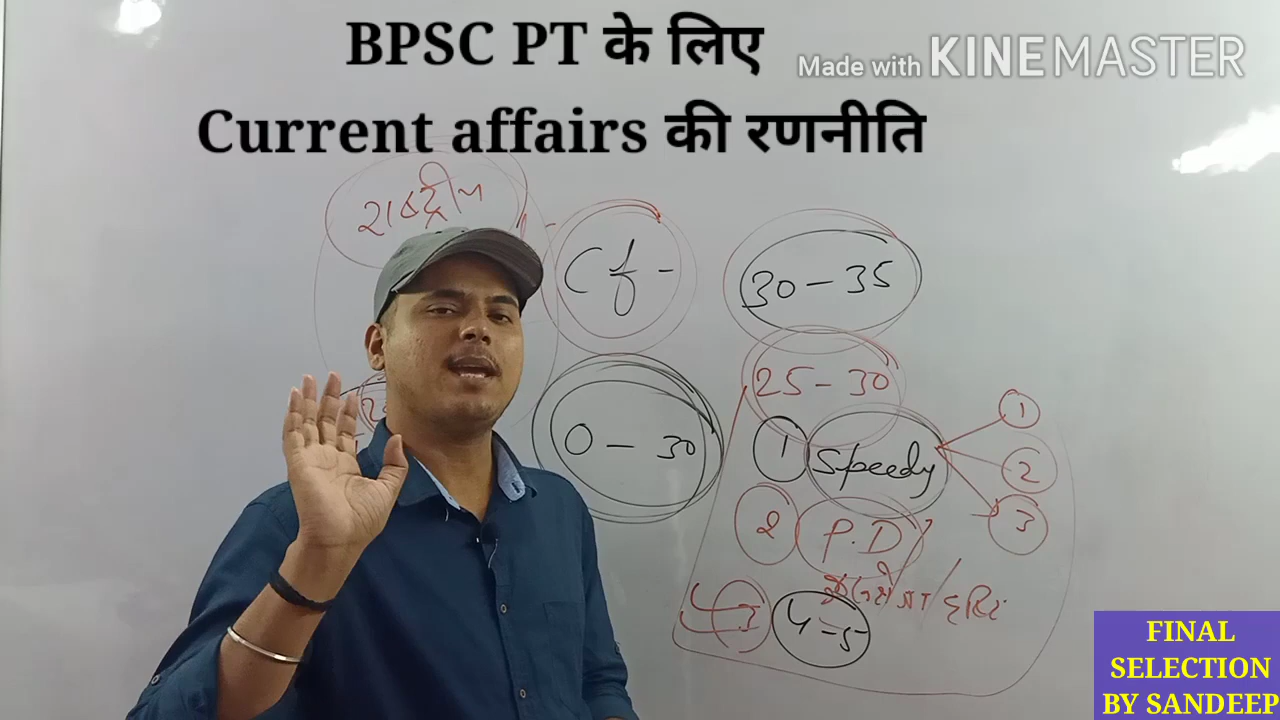 BPSC PT के लिए
Made with KINEMASTER
Current affairs की रणनीति
राष्ट्रीय
Cf -
30-35
25-30
0-30
1 Speedy
1
2
3
2 P.D
4-5
FINAL
SELECTION
BY SANDEEP